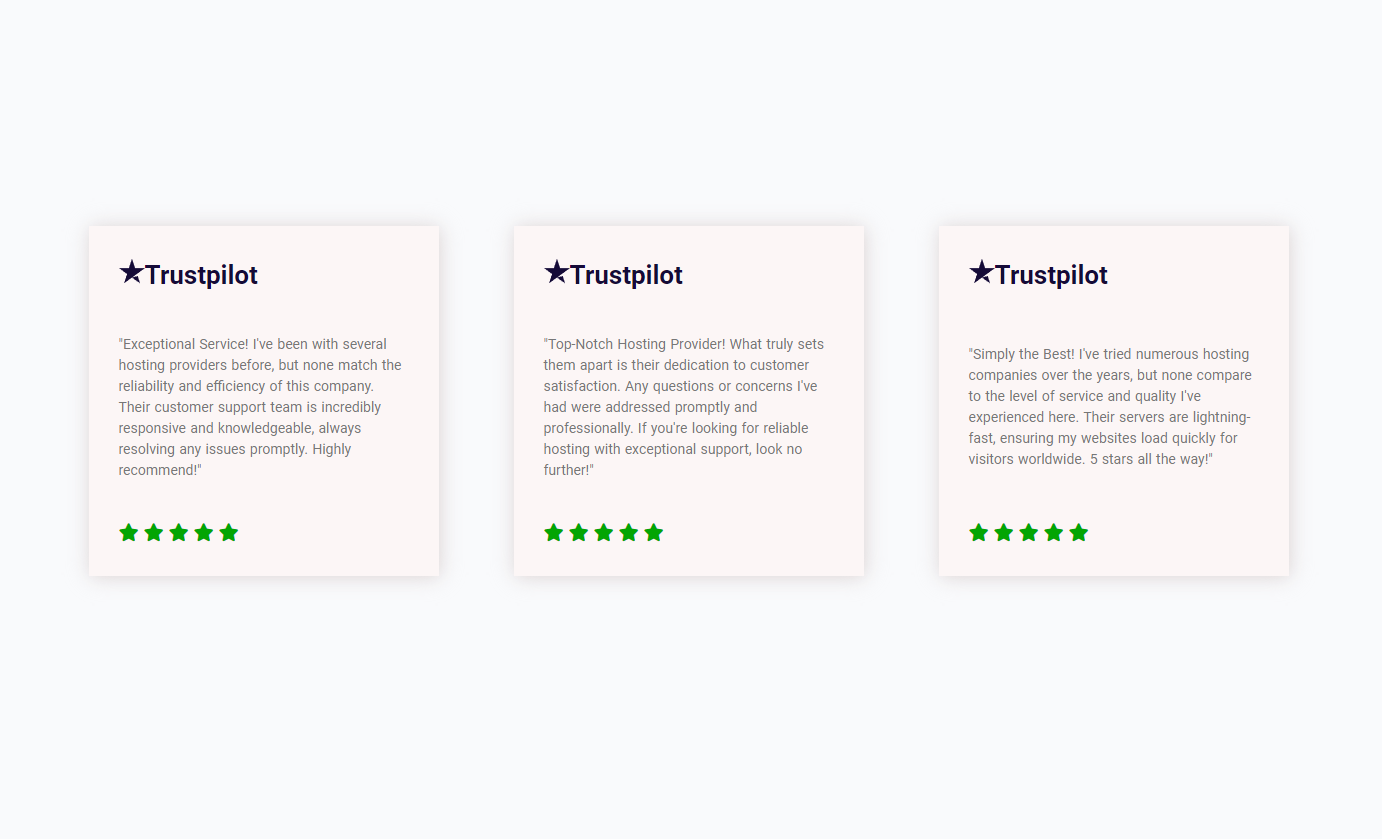 Trustpilot
"Exceptional Service! I've been with several
hosting providers before, but none match the
reliability and efficiency of this company.
Their customer support team is incredibly
responsive and knowledgeable, always
resolving any issues promptly. Highly
recommend!"
Trustpilot
"Top-Notch Hosting Provider! What truly sets
them apart is their dedication to customer
satisfaction. Any questions or concerns I've
had were addressed promptly and
professionally. If you're looking for reliable
hosting with exceptional support, look no
further!"
Trustpilot
"Simply the Best! I've tried numerous hosting
companies over the years, but none compare
to the level of service and quality I've
experienced here. Their servers are lightning-
fast, ensuring my websites load quickly for
visitors worldwide. 5 stars all the way!"